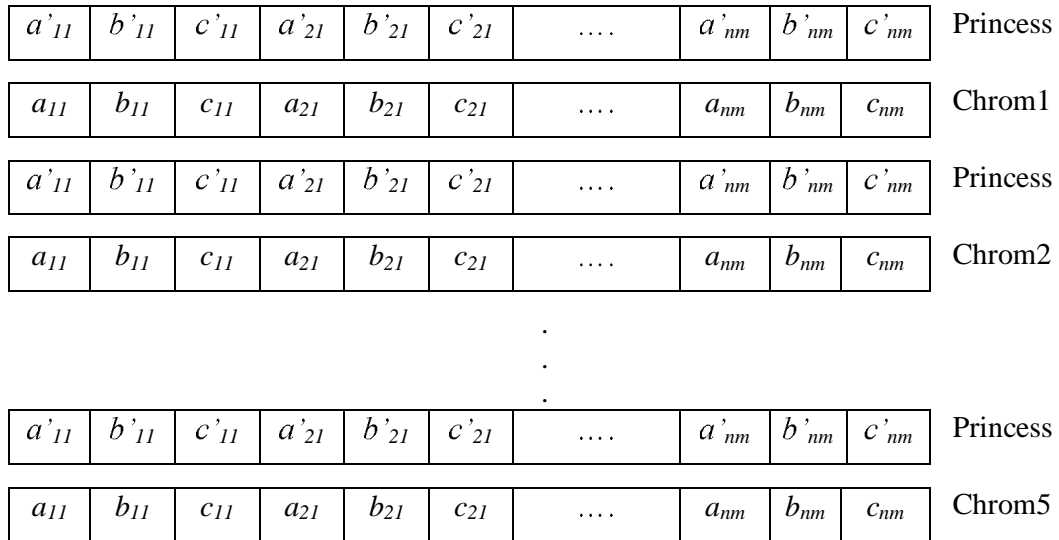 a'11 b'11 c'11 a'21 b'21 c'21 .... a'nm b'nm c'nm Princess
a11 b11 c11 a21 b21 c21 .... anm bnm cnm Chrom1
a'11 b'11 c'11 a'21 b'21 c'21 .... a'nm b'nm c'nm Princess
a11 b11 c11 a21 b21 c21 .... anm bnm cnm Chrom2
.
.
.
a'11 b'11 c'11 a'21 b'21 c'21 .... a'nm b'nm c'nm Princess
a11 b11 c11 a21 b21 c21 .... anm bnm cnm Chrom5